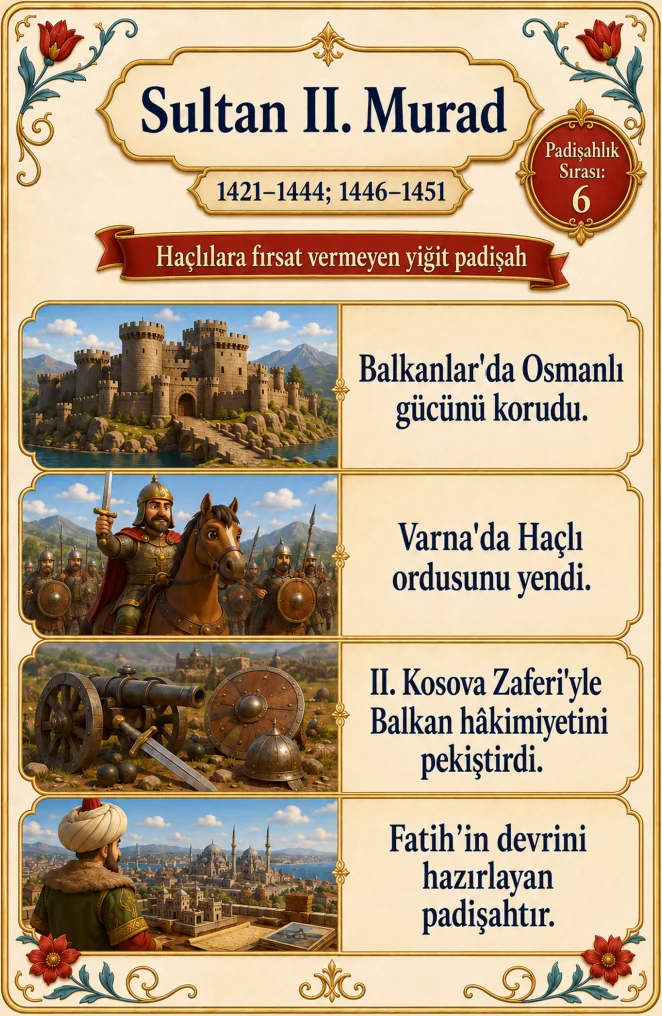 Sultan II. Murad
1421–1444; 1446–1451
Padişahlık
Sırası:
6
Haçlılara fırsat vermeyen yiğit padişah
Balkanlar'da Osmanlı
gücünü korudu.
Varna'da Haçlı
ordusunu yendi.
II. Kosova Zaferi'yle
Balkan hâkimiyetini
pekiştirdi.
Fatih’in devrini
hazırlayan
padişahtır.